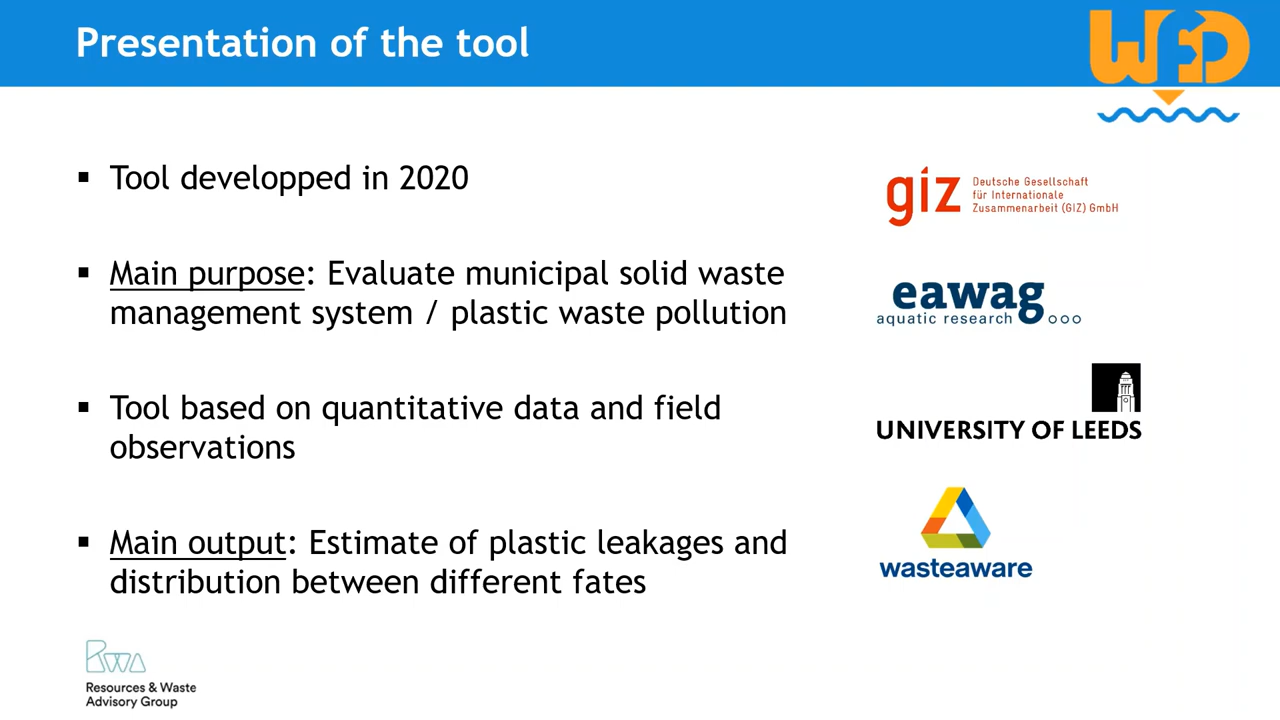 Presentation of the tool
WFD
▪ Tool developped in 2020
▪ Main purpose: Evaluate municipal solid waste
management system / plastic waste pollution
▪ Tool based on quantitative data and field
observations
▪ Main output: Estimate of plastic leakages and
distribution between different fates
giz Deutsche Gesellschaft
für Internationale
Zusammenarbeit (GIZ) GmbH
eawag
aquatic research
UNIVERSITY OF LEEDS
wasteaware
RWA
Resources & Waste
Advisory Group